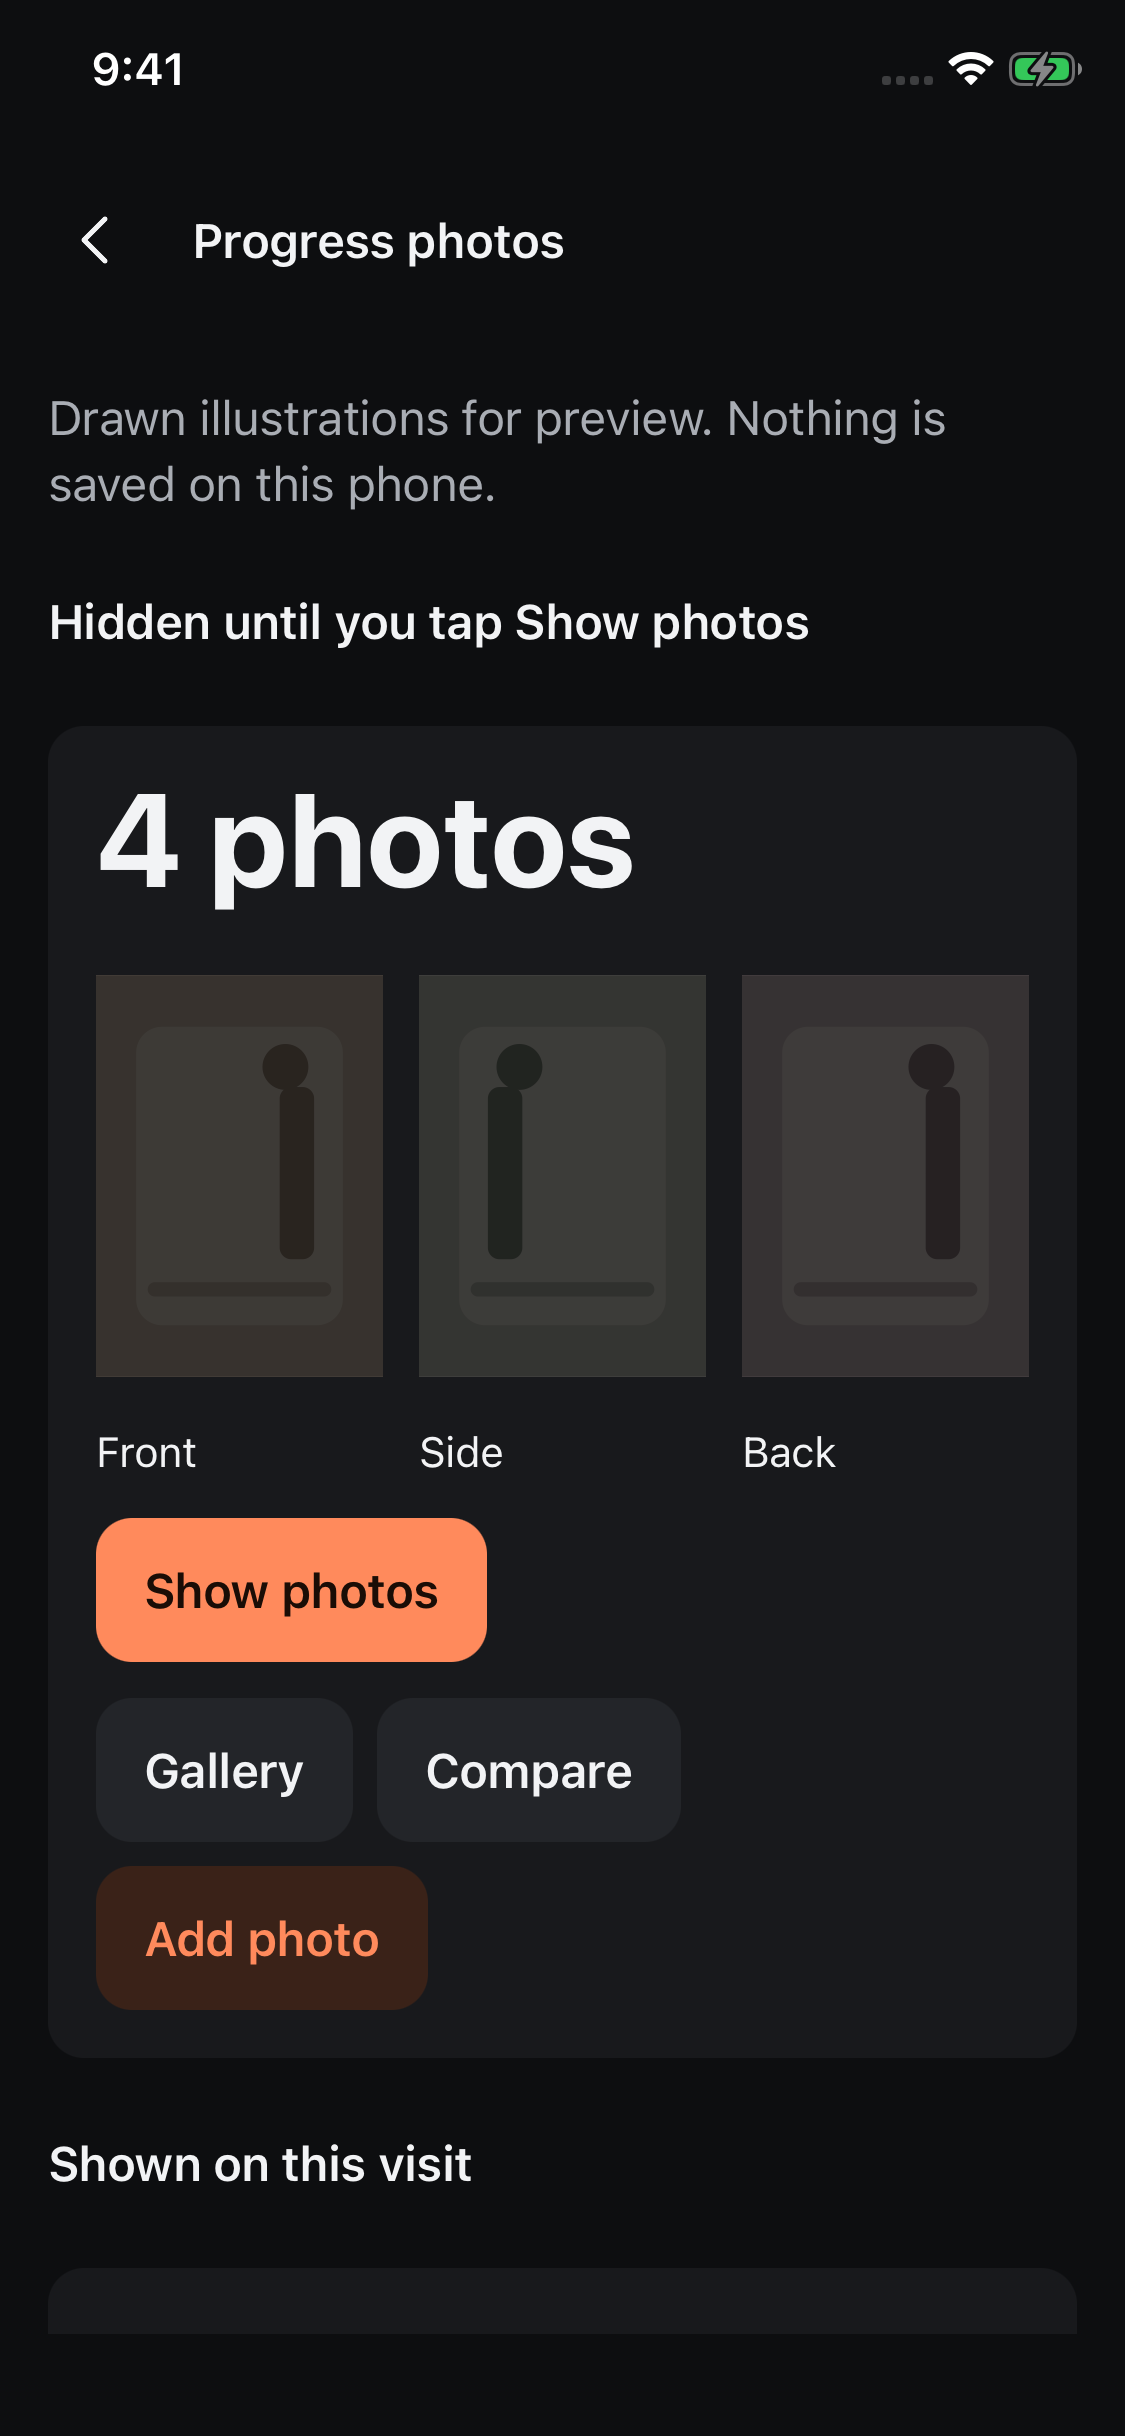 9:41
Progress photos
Drawn illustrations for preview. Nothing is
saved on this phone.
Hidden until you tap Show photos
4 photos
Front Side Back
Show photos
Gallery Compare
Add photo
Shown on this visit